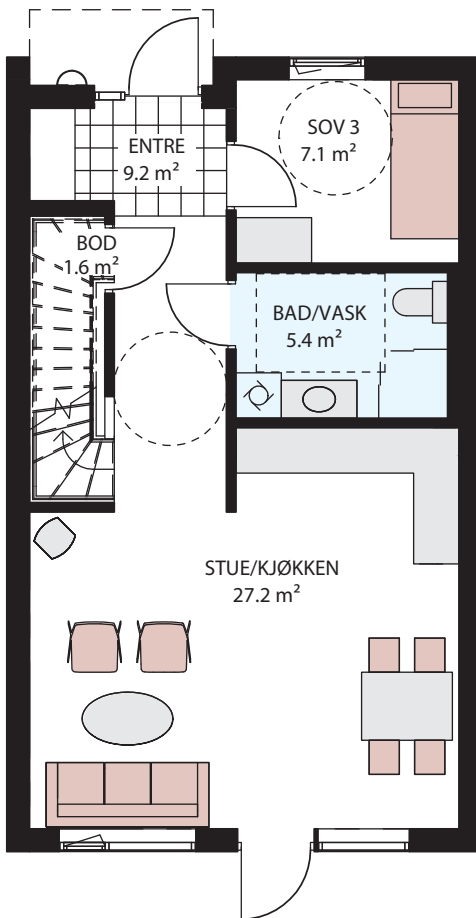 SOV 3
7.1 m²
ENTRE
9.2 m²
BOD
1.6 m²
BAD/VASK
5.4 m²
STUE/KJØKKEN
27.2 m²